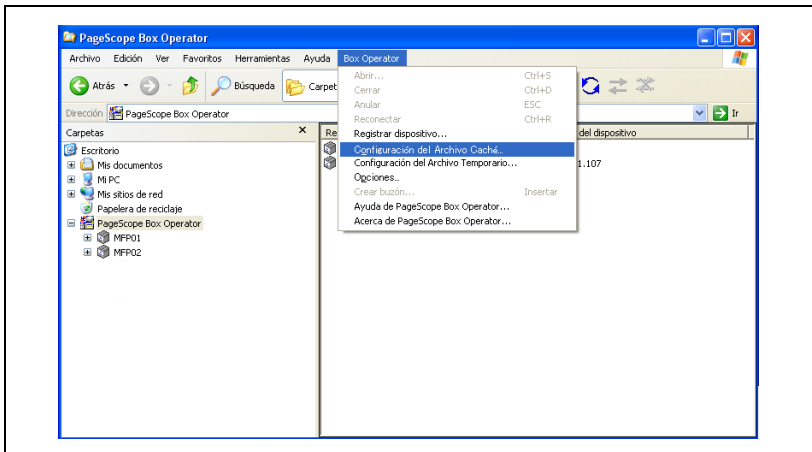 PageScope Box Operator
Archivo Edición Ver Favoritos Herramientas Ayuda Box Operator
Atrás Búsqueda
Dirección PageScope Box Operator Ir
Carpetas
Escritorio
Mis documentos
Mi PC
Mis sitios de red
Papelera de reciclaje
PageScope Box Operator
MFP01
MFP02
Abrir... Ctrl+S
Cerrar Ctrl+D
Anular ESC
Reconectar Ctrl+R
Registrar dispositivo...
Configuración del Archivo Caché...
Configuración del Archivo Temporario...
Opciones..
Crear buzón... Insertar
Ayuda de PageScope Box Operator...
Acerca de PageScope Box Operator...
del dispositivo
1.107